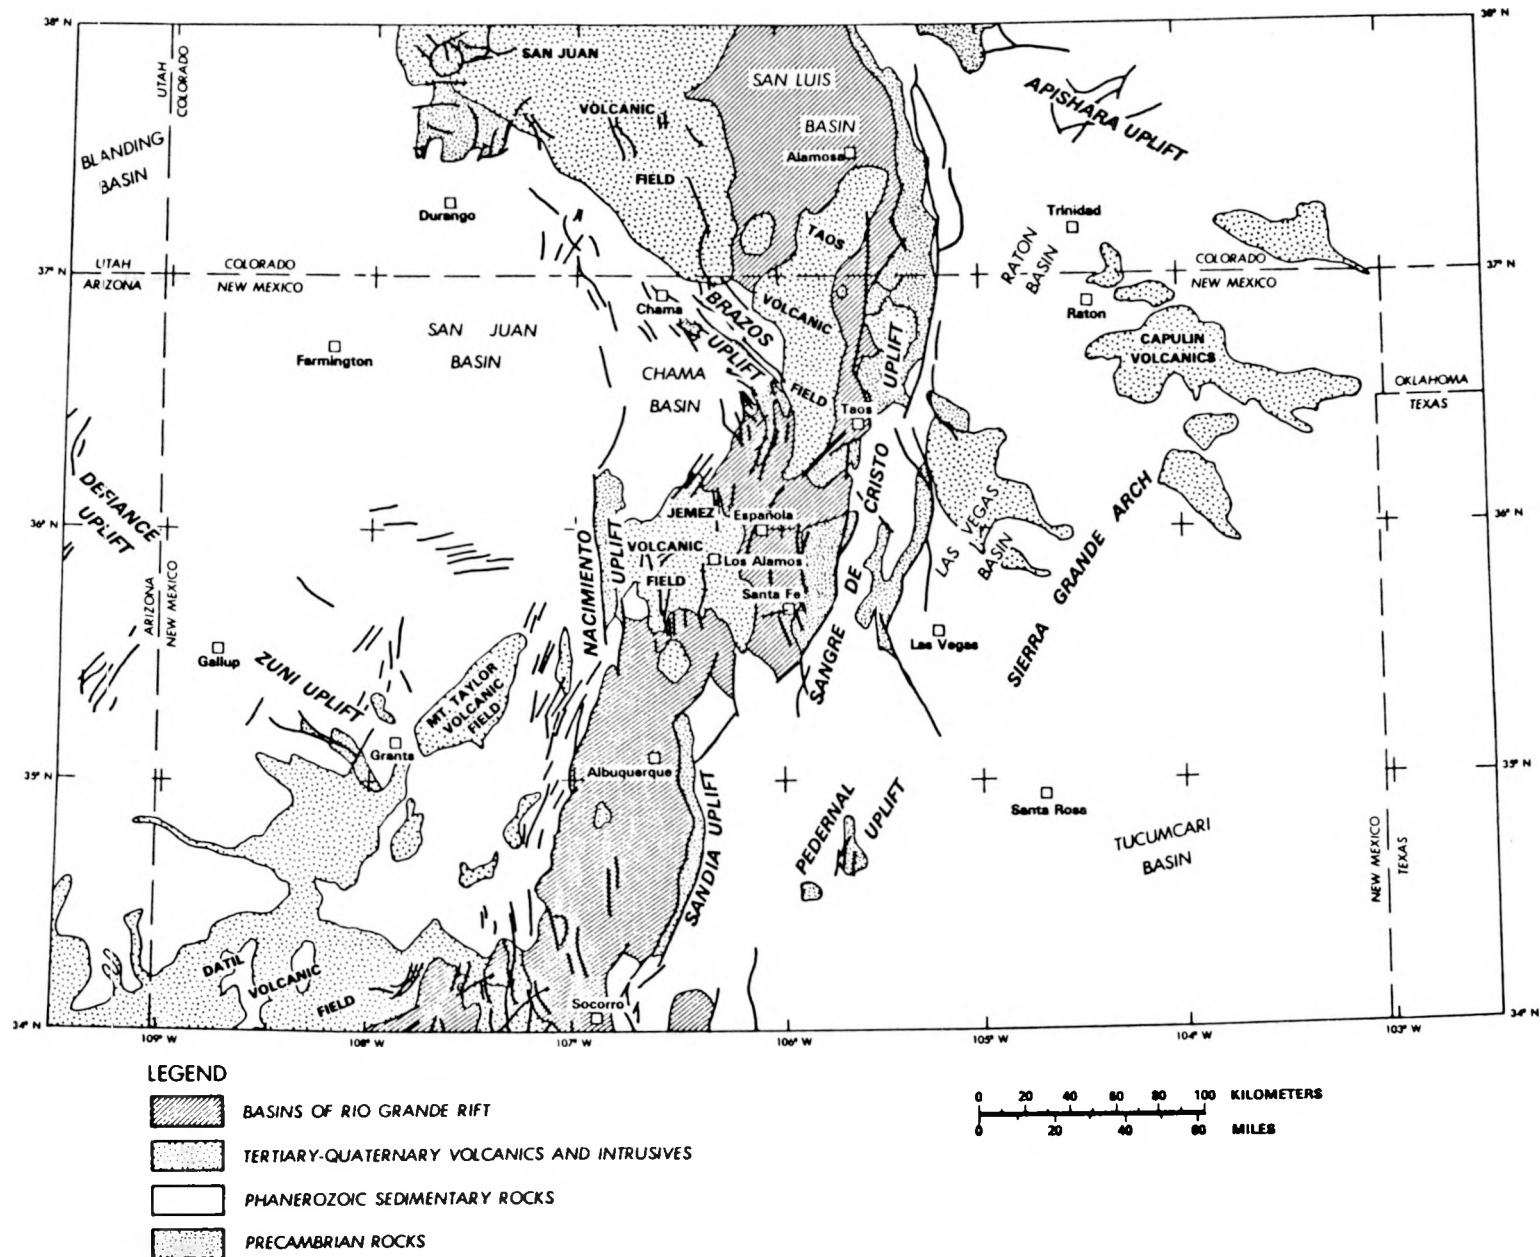 38° N
38° N
UTAH
COLORADO
SAN JUAN
VOLCANIC
FIELD
SAN LUIS
BASIN
Alamosa
APISHARA UPLIFT
BLANDING
BASIN
Durango
TAOS
VOLCANIC
FIELD
Trinidad
RATON
BASIN
37° N
UTAH
ARIZONA
COLORADO
NEW MEXICO
COLORADO
NEW MEXICO
37° N
Chama
BRAZOS
UPLIFT
Raton
SAN JUAN
BASIN
Farmington
CHAMA
BASIN
CAPULIN
VOLCANICS
OKLAHOMA
TEXAS
Taos
SANGRE DE CRISTO UPLIFT
DEFIANCE
UPLIFT
36° N
36° N
JEMEZ
VOLCANIC
FIELD
Española
Los Alamos
Santa Fe
NACIMIENTO
UPLIFT
LAS VEGAS
BASIN
SIERRA GRANDE ARCH
ARIZONA
NEW MEXICO
Las Vegas
Gallup
ZUNI UPLIFT
MT. TAYLOR
VOLCANIC
FIELD
Grants
35° N
35° N
Albuquerque
SANDIA UPLIFT
PEDERNAL
UPLIFT
Santa Rosa
TUCUMCARI
BASIN
NEW MEXICO
TEXAS
DATIL
VOLCANIC
FIELD
Socorro
34° N
34° N
109° W
108° W
107° W
106° W
105° W
104° W
103° W
LEGEND
BASINS OF RIO GRANDE RIFT
TERTIARY-QUATERNARY VOLCANICS AND INTRUSIVES
PHANEROZOIC SEDIMENTARY ROCKS
PRECAMBRIAN ROCKS
0 20 40 60 80 100 KILOMETERS
0 20 40 60 MILES